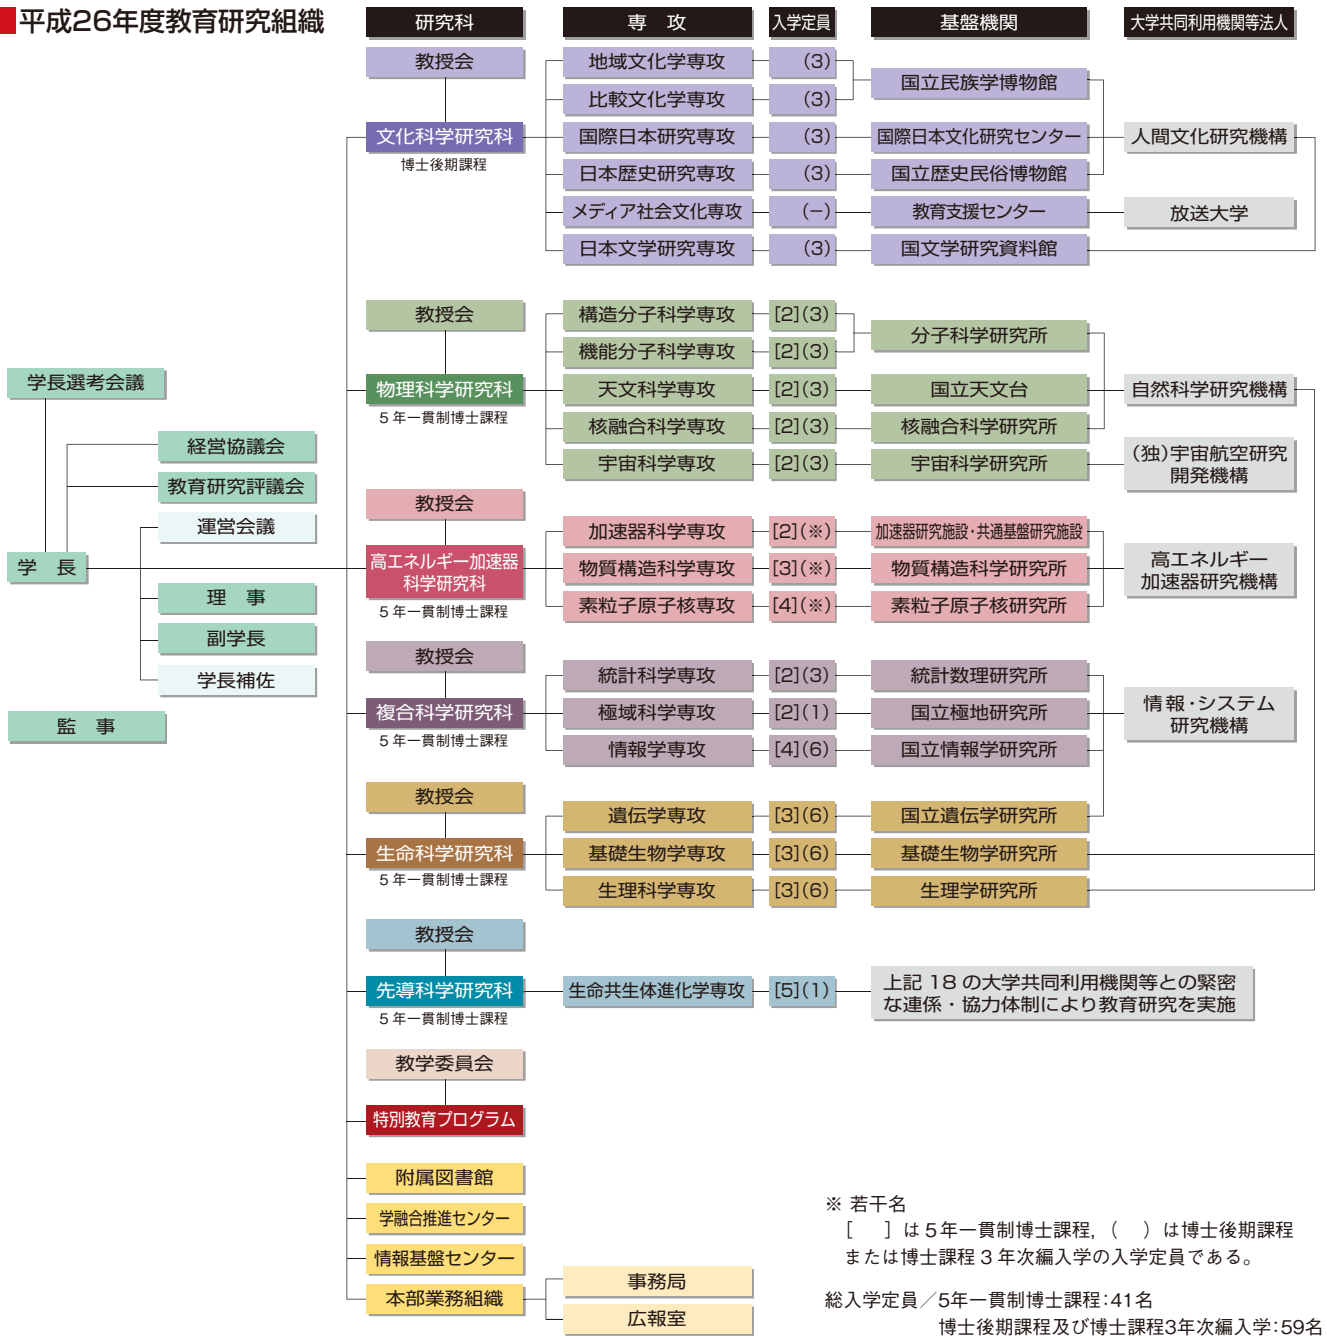 平成26年度教育研究組織
研究科 専 攻 入学定員 基盤機関 大学共同利用機関等法人
教授会
文化科学研究科
博士後期課程
地域文化学専攻 (3)
比較文化学専攻 (3)
国立民族学博物館
国際日本研究専攻 (3) 国際日本文化研究センター
日本歴史研究専攻 (3) 国立歴史民俗博物館
メディア社会文化専攻 (−) 教育支援センター
日本文学研究専攻 (3) 国文学研究資料館
人間文化研究機構
放送大学
教授会
物理科学研究科
5年一貫制博士課程
構造分子科学専攻 [2](3)
機能分子科学専攻 [2](3)
分子科学研究所
天文科学専攻 [2](3) 国立天文台
核融合科学専攻 [2](3) 核融合科学研究所
宇宙科学専攻 [2](3) 宇宙科学研究所
自然科学研究機構
(独)宇宙航空研究
開発機構
学長選考会議
経営協議会
教育研究評議会
運営会議
学 長
理 事
副学長
学長補佐
監 事
教授会
高エネルギー加速器
科学研究科
5年一貫制博士課程
加速器科学専攻 [2](※) 加速器研究施設・共通基盤研究施設
物質構造科学専攻 [3](※) 物質構造科学研究所
素粒子原子核専攻 [4](※) 素粒子原子核研究所
高エネルギー
加速器研究機構
教授会
複合科学研究科
5年一貫制博士課程
統計科学専攻 [2](3) 統計数理研究所
極域科学専攻 [2](1) 国立極地研究所
情報学専攻 [4](6) 国立情報学研究所
情報・システム
研究機構
教授会
生命科学研究科
5年一貫制博士課程
遺伝学専攻 [3](6) 国立遺伝学研究所
基礎生物学専攻 [3](6) 基礎生物学研究所
生理科学専攻 [3](6) 生理学研究所
教授会
先導科学研究科
5年一貫制博士課程
生命共生体進化学専攻 [5](1)
上記 18 の大学共同利用機関等との緊密
な連係・協力体制により教育研究を実施
教学委員会
特別教育プログラム
附属図書館
学融合推進センター
情報基盤センター
本部業務組織
事務局
広報室
※ 若干名
[ ]は5年一貫制博士課程,( )は博士後期課程
または博士課程3年次編入学の入学定員である。
総入学定員/5年一貫制博士課程:41名
博士後期課程及び博士課程3年次編入学:59名